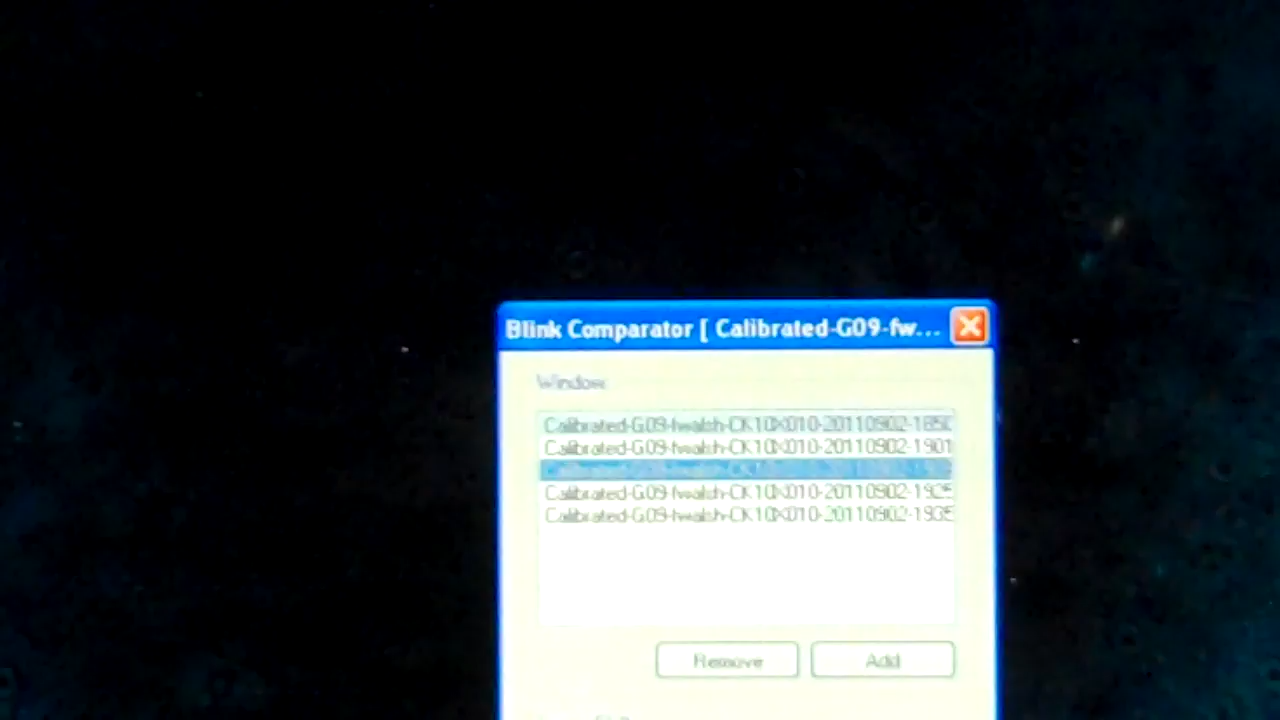 Blink Comparator [ Calibrated-G09-fw...
Window
Calibrated-G09-fwalsh-CK10X010-20110902-1850
Calibrated-G09-fwalsh-CK10X010-20110902-1901
Calibrated-G09-fwalsh-CK10X010-20110902-1925
Calibrated-G09-fwalsh-CK10X010-20110902-1935
Remove
Add